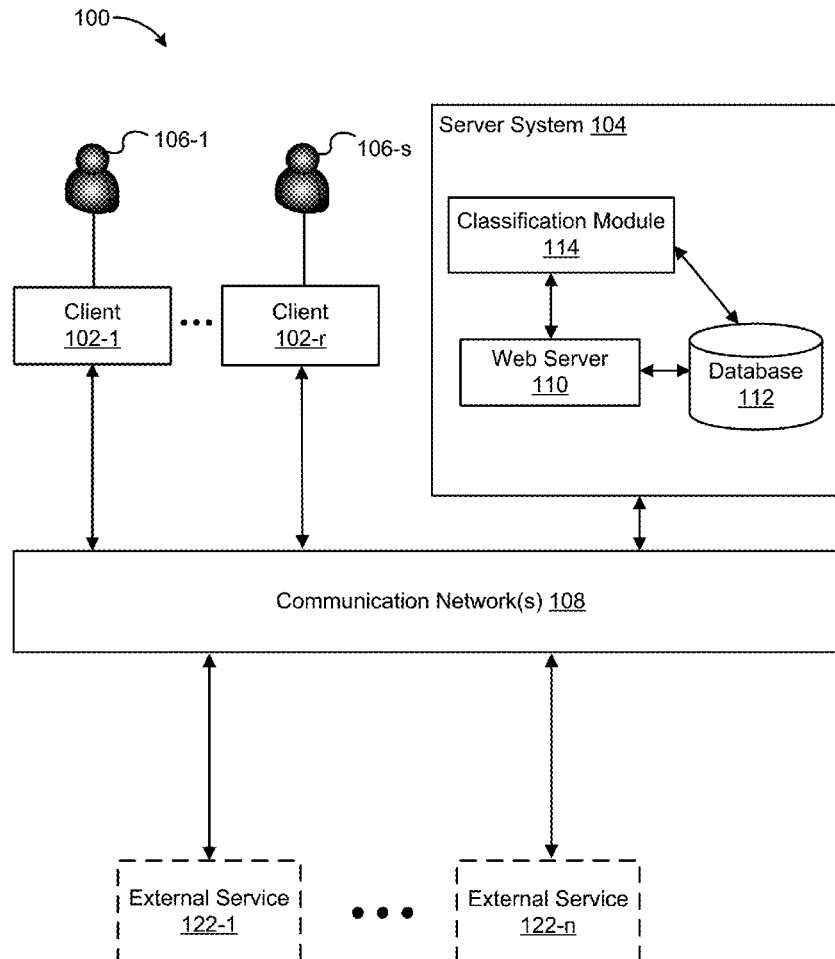 100
106-1
106-s
Server System 104
Classification Module
114
Client
102-1
Client
102-r
Web Server
110
Database
112
Communication Network(s) 108
External Service
122-1
External Service
122-n